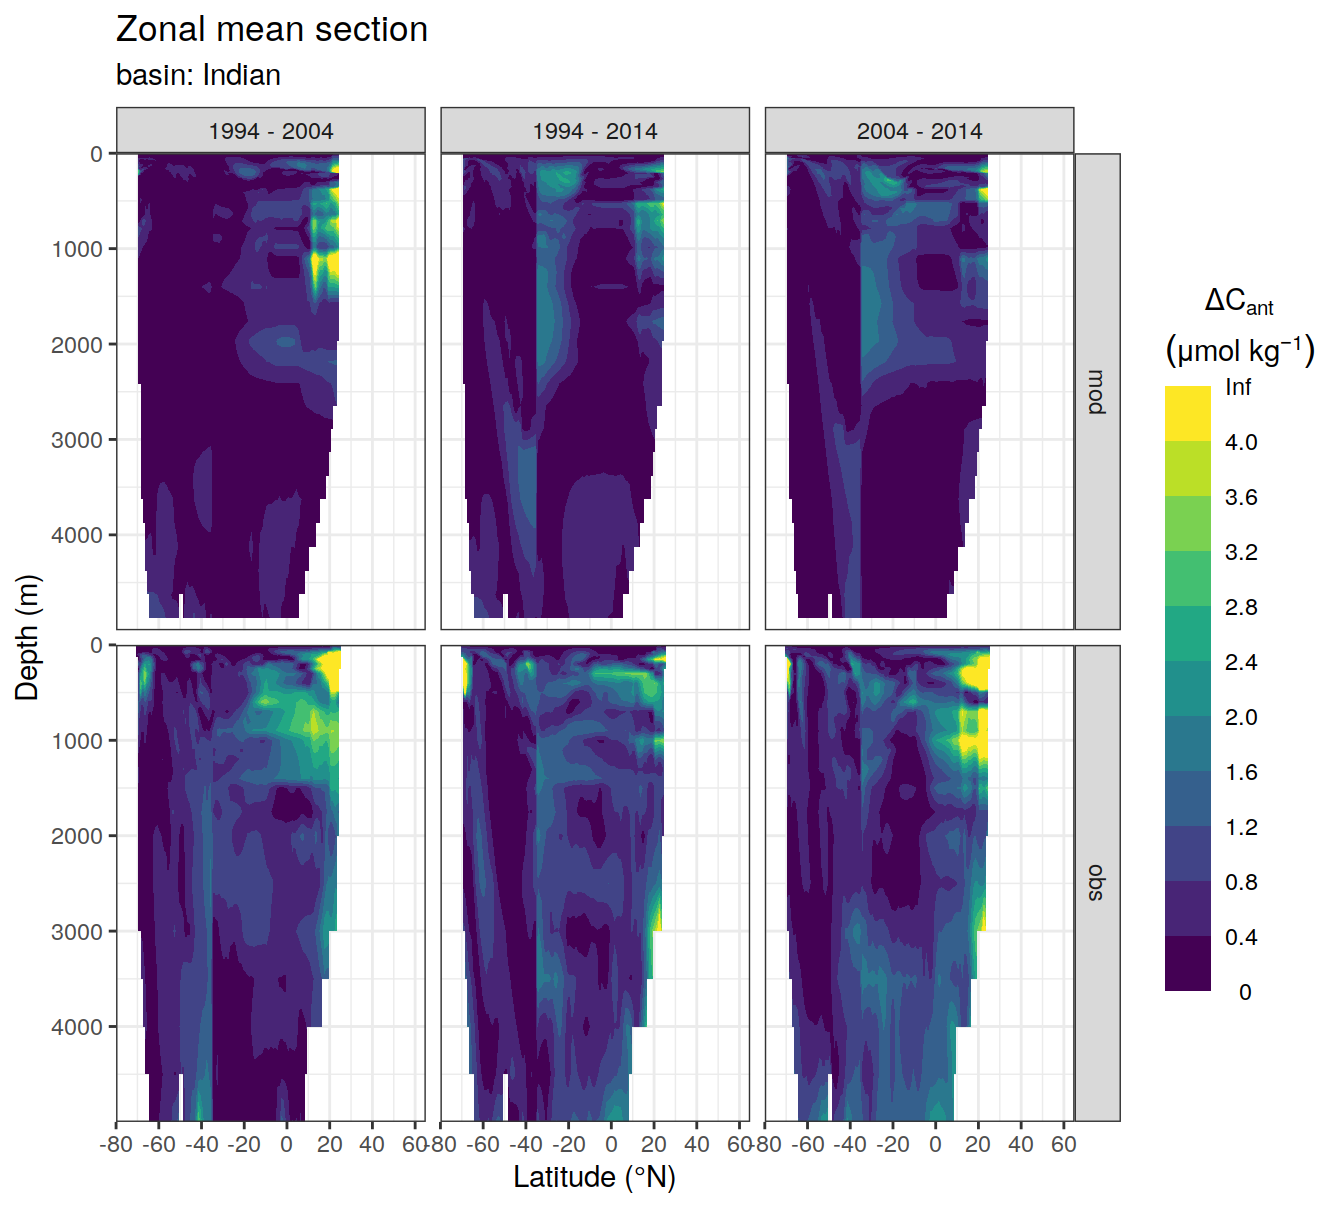 Zonal mean section
basin: Indian
1994 - 2004
1994 - 2014
2004 - 2014
0
1000
2000
3000
4000
mod
0
1000
2000
3000
4000
obs
-80 -60 -40 -20 0 20 40 60
-80 -60 -40 -20 0 20 40 60
-80 -60 -40 -20 0 20 40 60
Latitude (°N)
Depth (m)
ΔCant
(μmol kg⁻¹)
Inf
4.0
3.6
3.2
2.8
2.4
2.0
1.6
1.2
0.8
0.4
0